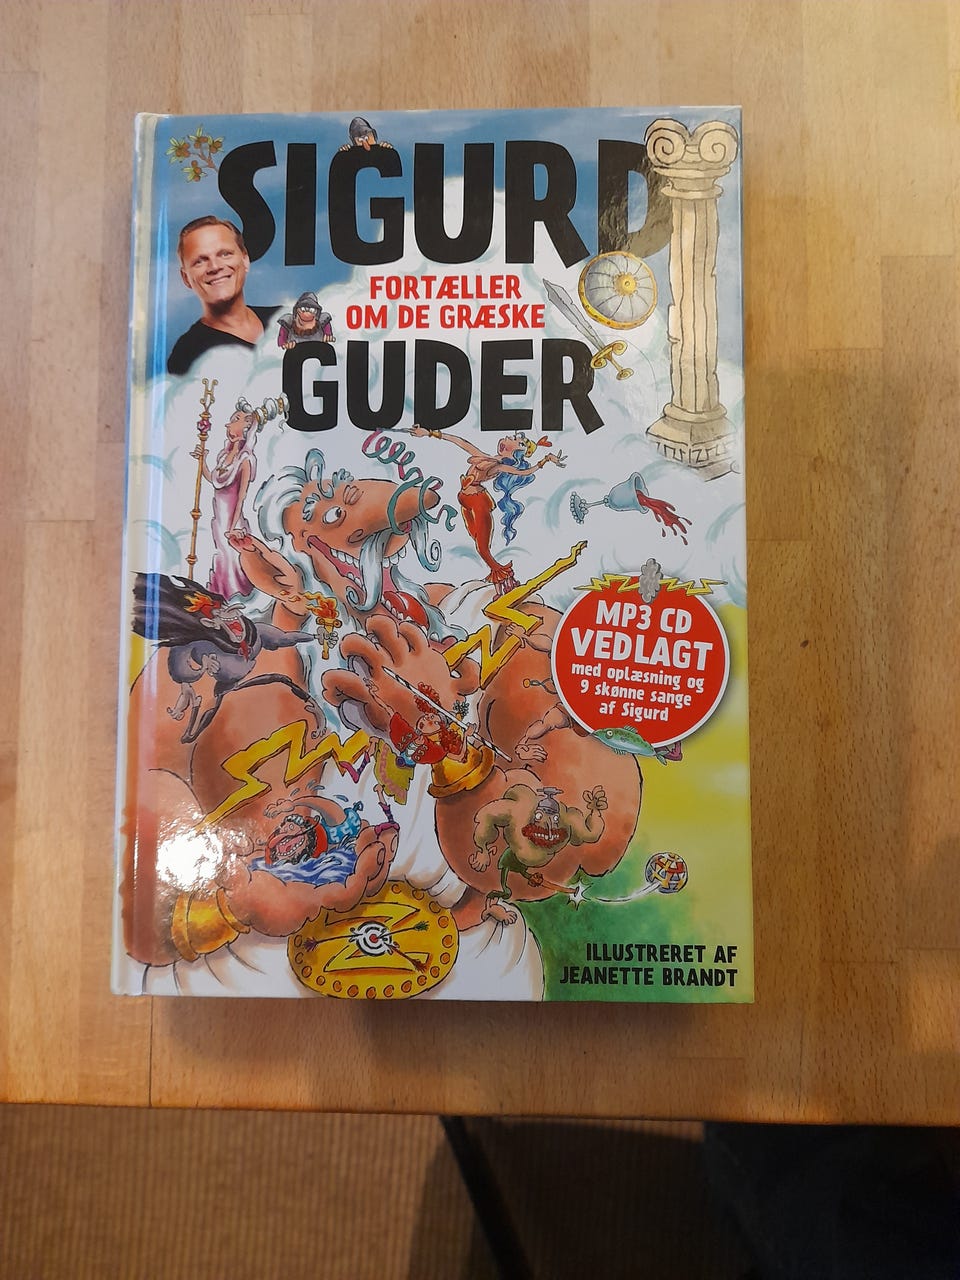 SIGURD
FORTÆLLER
OM DE GRÆSKE
GUDER
MP3 CD
VEDLAGT
med oplæsning og
9 skønne sange
af Sigurd
ILLUSTRERET AF
JEANETTE BRANDT